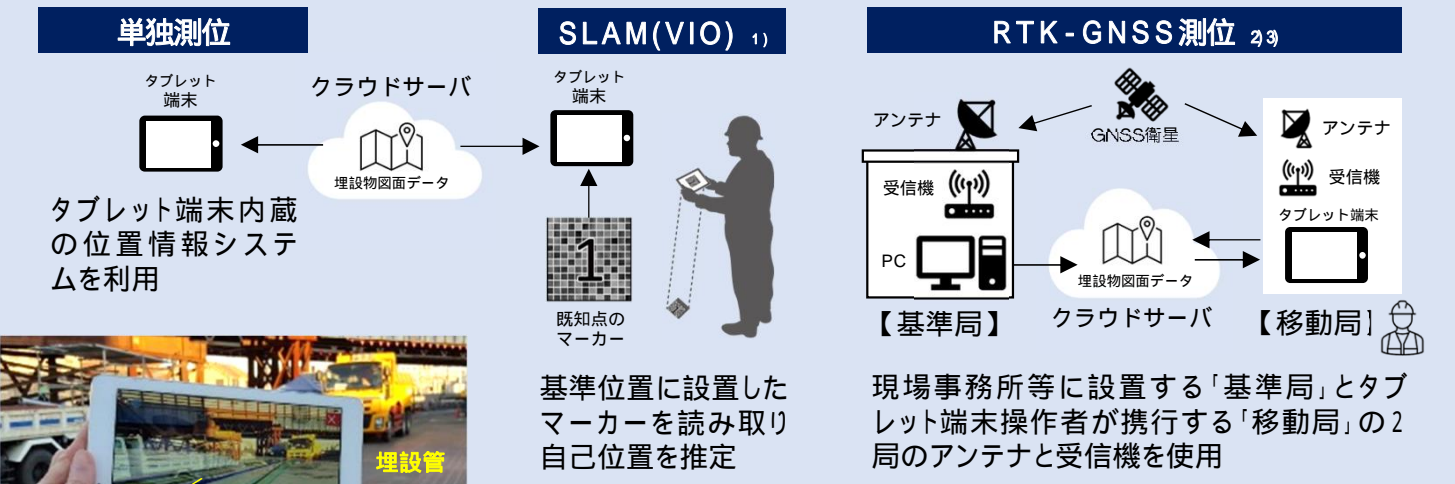 単独測位
タブレット
端末
クラウドサーバ
埋設物図面データ
タブレット端末内蔵
の位置情報システ
ムを利用
埋設管
SLAM(VIO) 1)
タブレット
端末
1
既知点の
マーカー
基準位置に設置した
マーカーを読み取り
自己位置を推定
RTK-GNSS測位 2)3)
アンテナ
GNSS衛星
アンテナ
受信機
受信機
タブレット端末
PC
埋設物図面データ
【基準局】
クラウドサーバ
【移動局】
現場事務所等に設置する「基準局」とタブ
レット端末操作者が携行する「移動局」の2
局のアンテナと受信機を使用